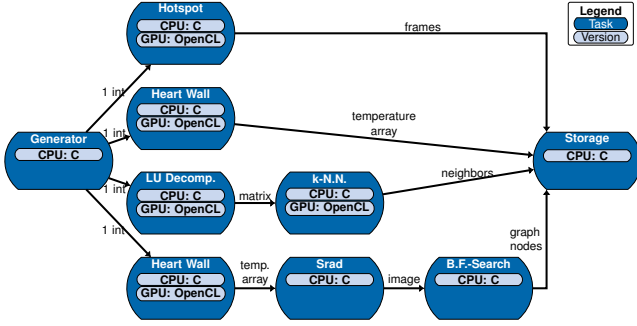 Hotspot
CPU: C
GPU: OpenCL
frames
Legend
Task
Version
1 int
Heart Wall
CPU: C
GPU: OpenCL
temperature
array
1 int
Generator
CPU: C
Storage
CPU: C
LU Decomp.
CPU: C
GPU: OpenCL
matrix
k-N.N.
CPU: C
GPU: OpenCL
neighbors
1 int
1 int
graph
nodes
Heart Wall
CPU: C
GPU: OpenCL
temp.
array
Srad
CPU: C
image
B.F.-Search
CPU: C